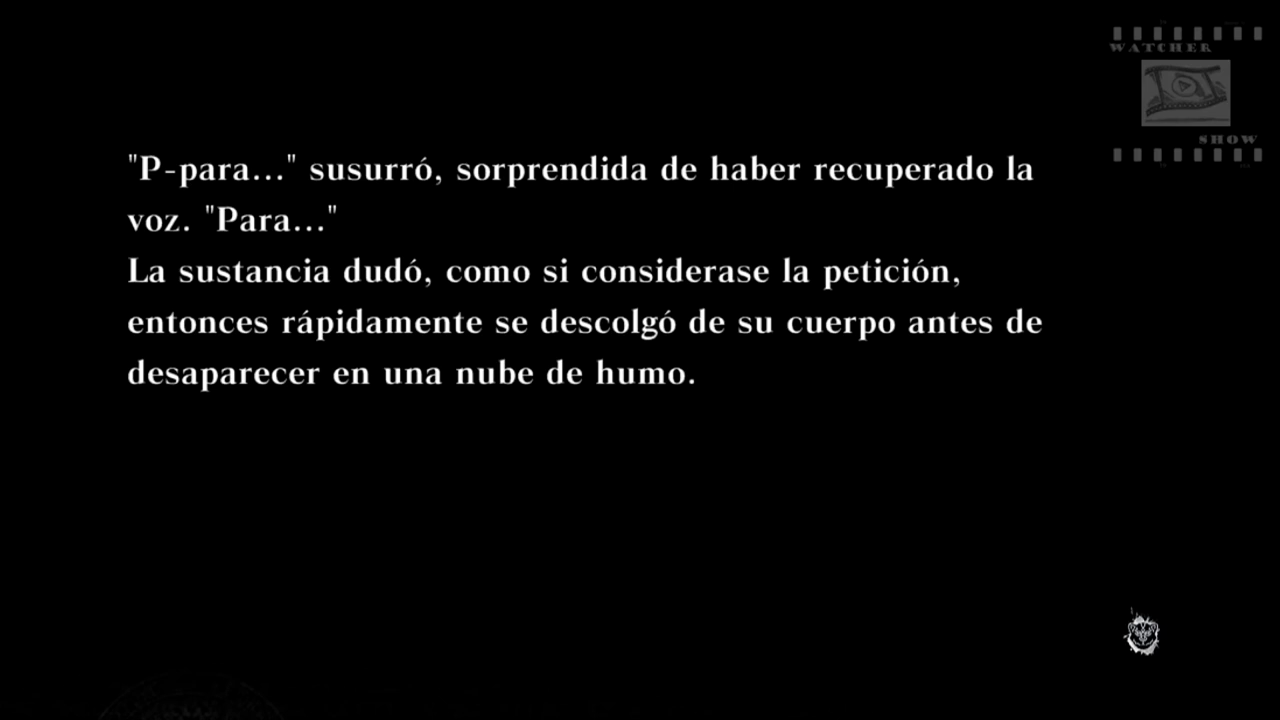 WATCHER
SHOW
"P-para..." susurró, sorprendida de haber recuperado la
voz. "Para..."
La sustancia dudó, como si considerase la petición,
entonces rápidamente se descolgó de su cuerpo antes de
desaparecer en una nube de humo.